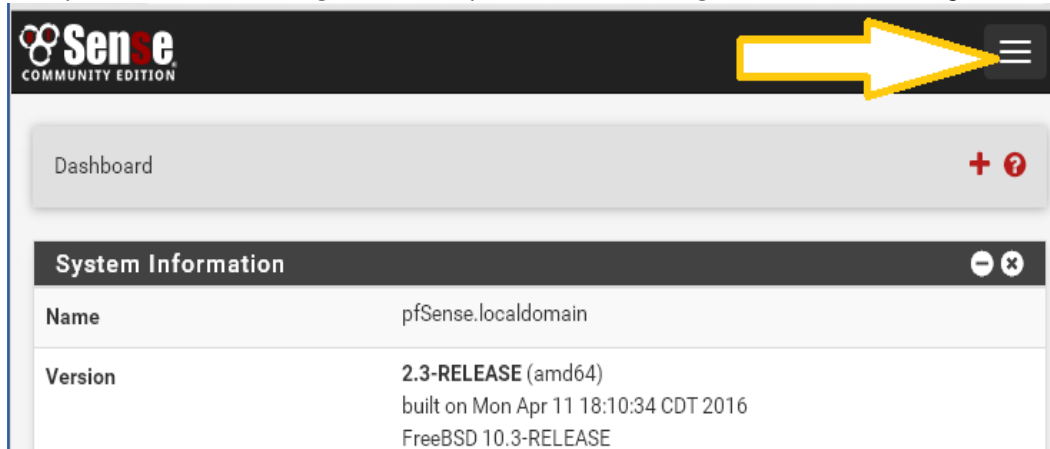 Sense
COMMUNITY EDITION
Dashboard
System Information
Name
pfSense.localdomain
Version
2.3-RELEASE (amd64)
built on Mon Apr 11 18:10:34 CDT 2016
FreeBSD 10.3-RELEASE